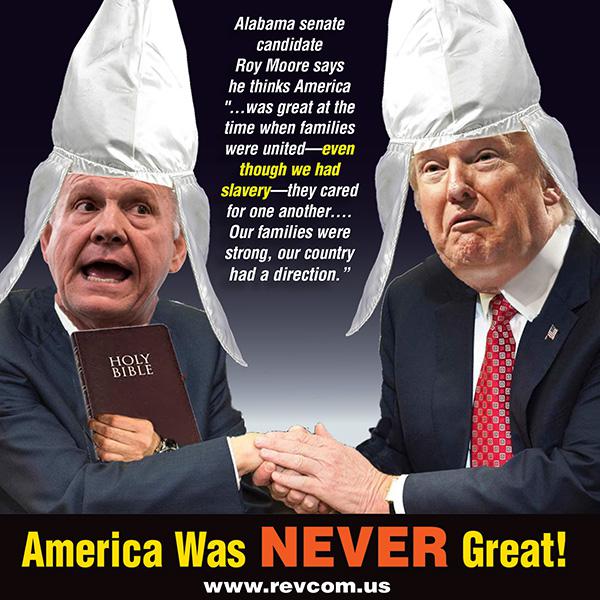 Alabama senate
candidate
Roy Moore says
he thinks America
"...was great at the
time when families
were united—even
though we had
slavery—they cared
for one another....
Our families were
strong, our country
had a direction."
HOLY
BIBLE
America Was NEVER Great!
www.revcom.us